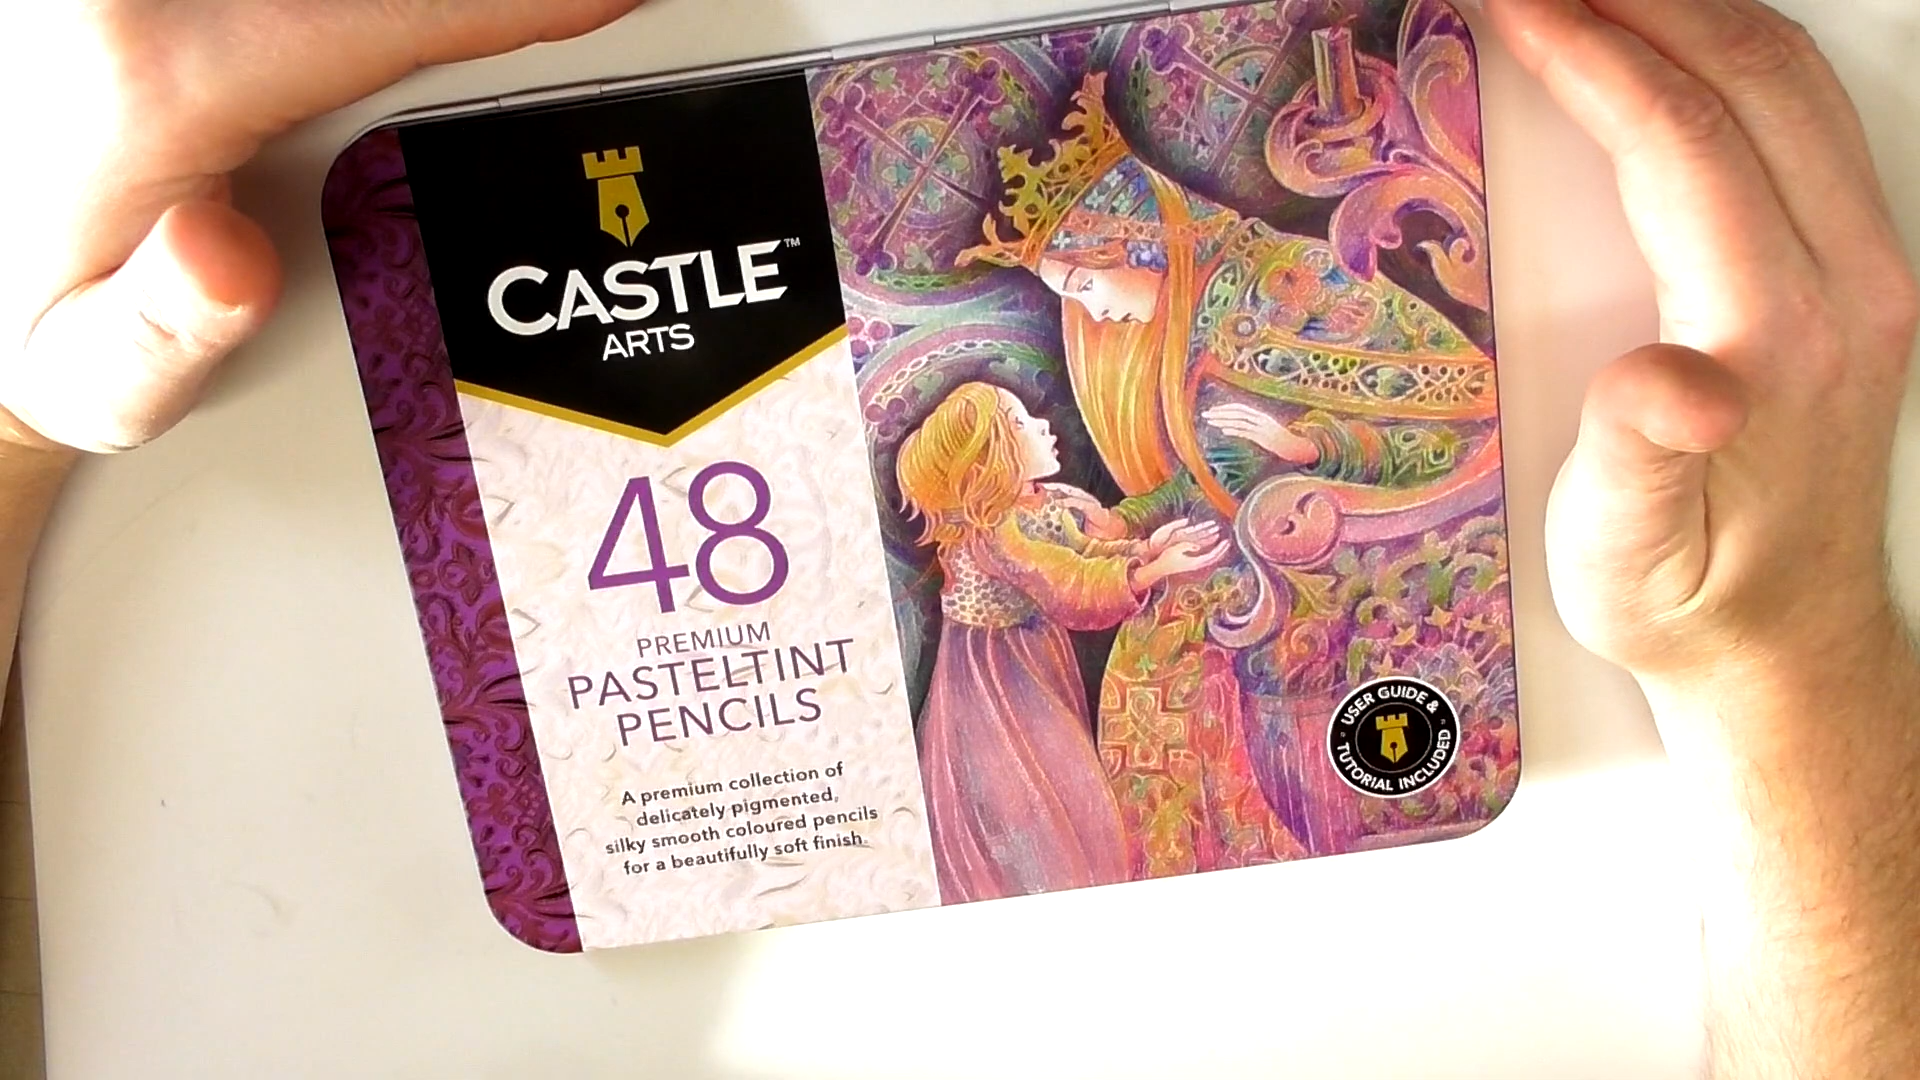 CASTLE™
ARTS
48
PREMIUM
PASTELTINT
PENCILS
A premium collection of
delicately pigmented,
silky smooth coloured pencils
for a beautifully soft finish.
USER GUIDE &
TUTORIAL INCLUDED